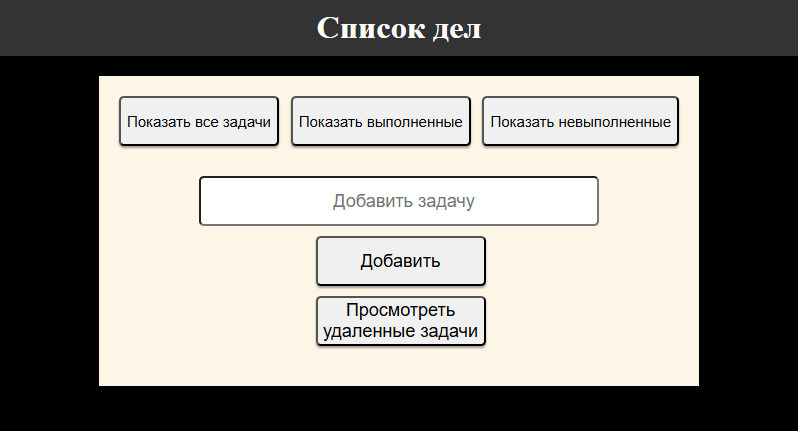 Список дел
Показать все задачи
Показать выполненные
Показать невыполненные
Добавить задачу
Добавить
Просмотреть
удаленные задачи